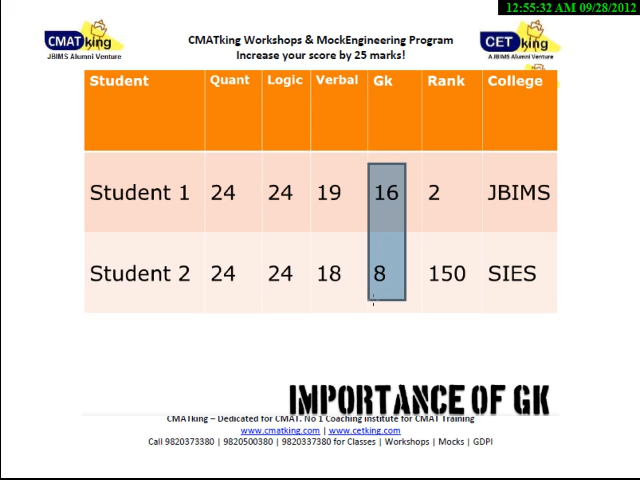 12:55:32 AM 09/28/2012
CMATking
JBIMS Alumni Venture
CMATking Workshops & MockEngineering Program
Increase your score by 25 marks!
CETking
A JBIMS Alumni Venture
Student Quant Logic Verbal Gk Rank College
Student 1 24 24 19 16 2 JBIMS
Student 2 24 24 18 8 150 SIES
IMPORTANCE OF GK
CMATking – Dedicated for CMAT. No 1 Coaching Institute for CMAT Training
www.cmatking.com | www.cetking.com
Call 9820373380 | 9820500380 | 9820337380 for Classes | Workshops | Mocks | GDPI